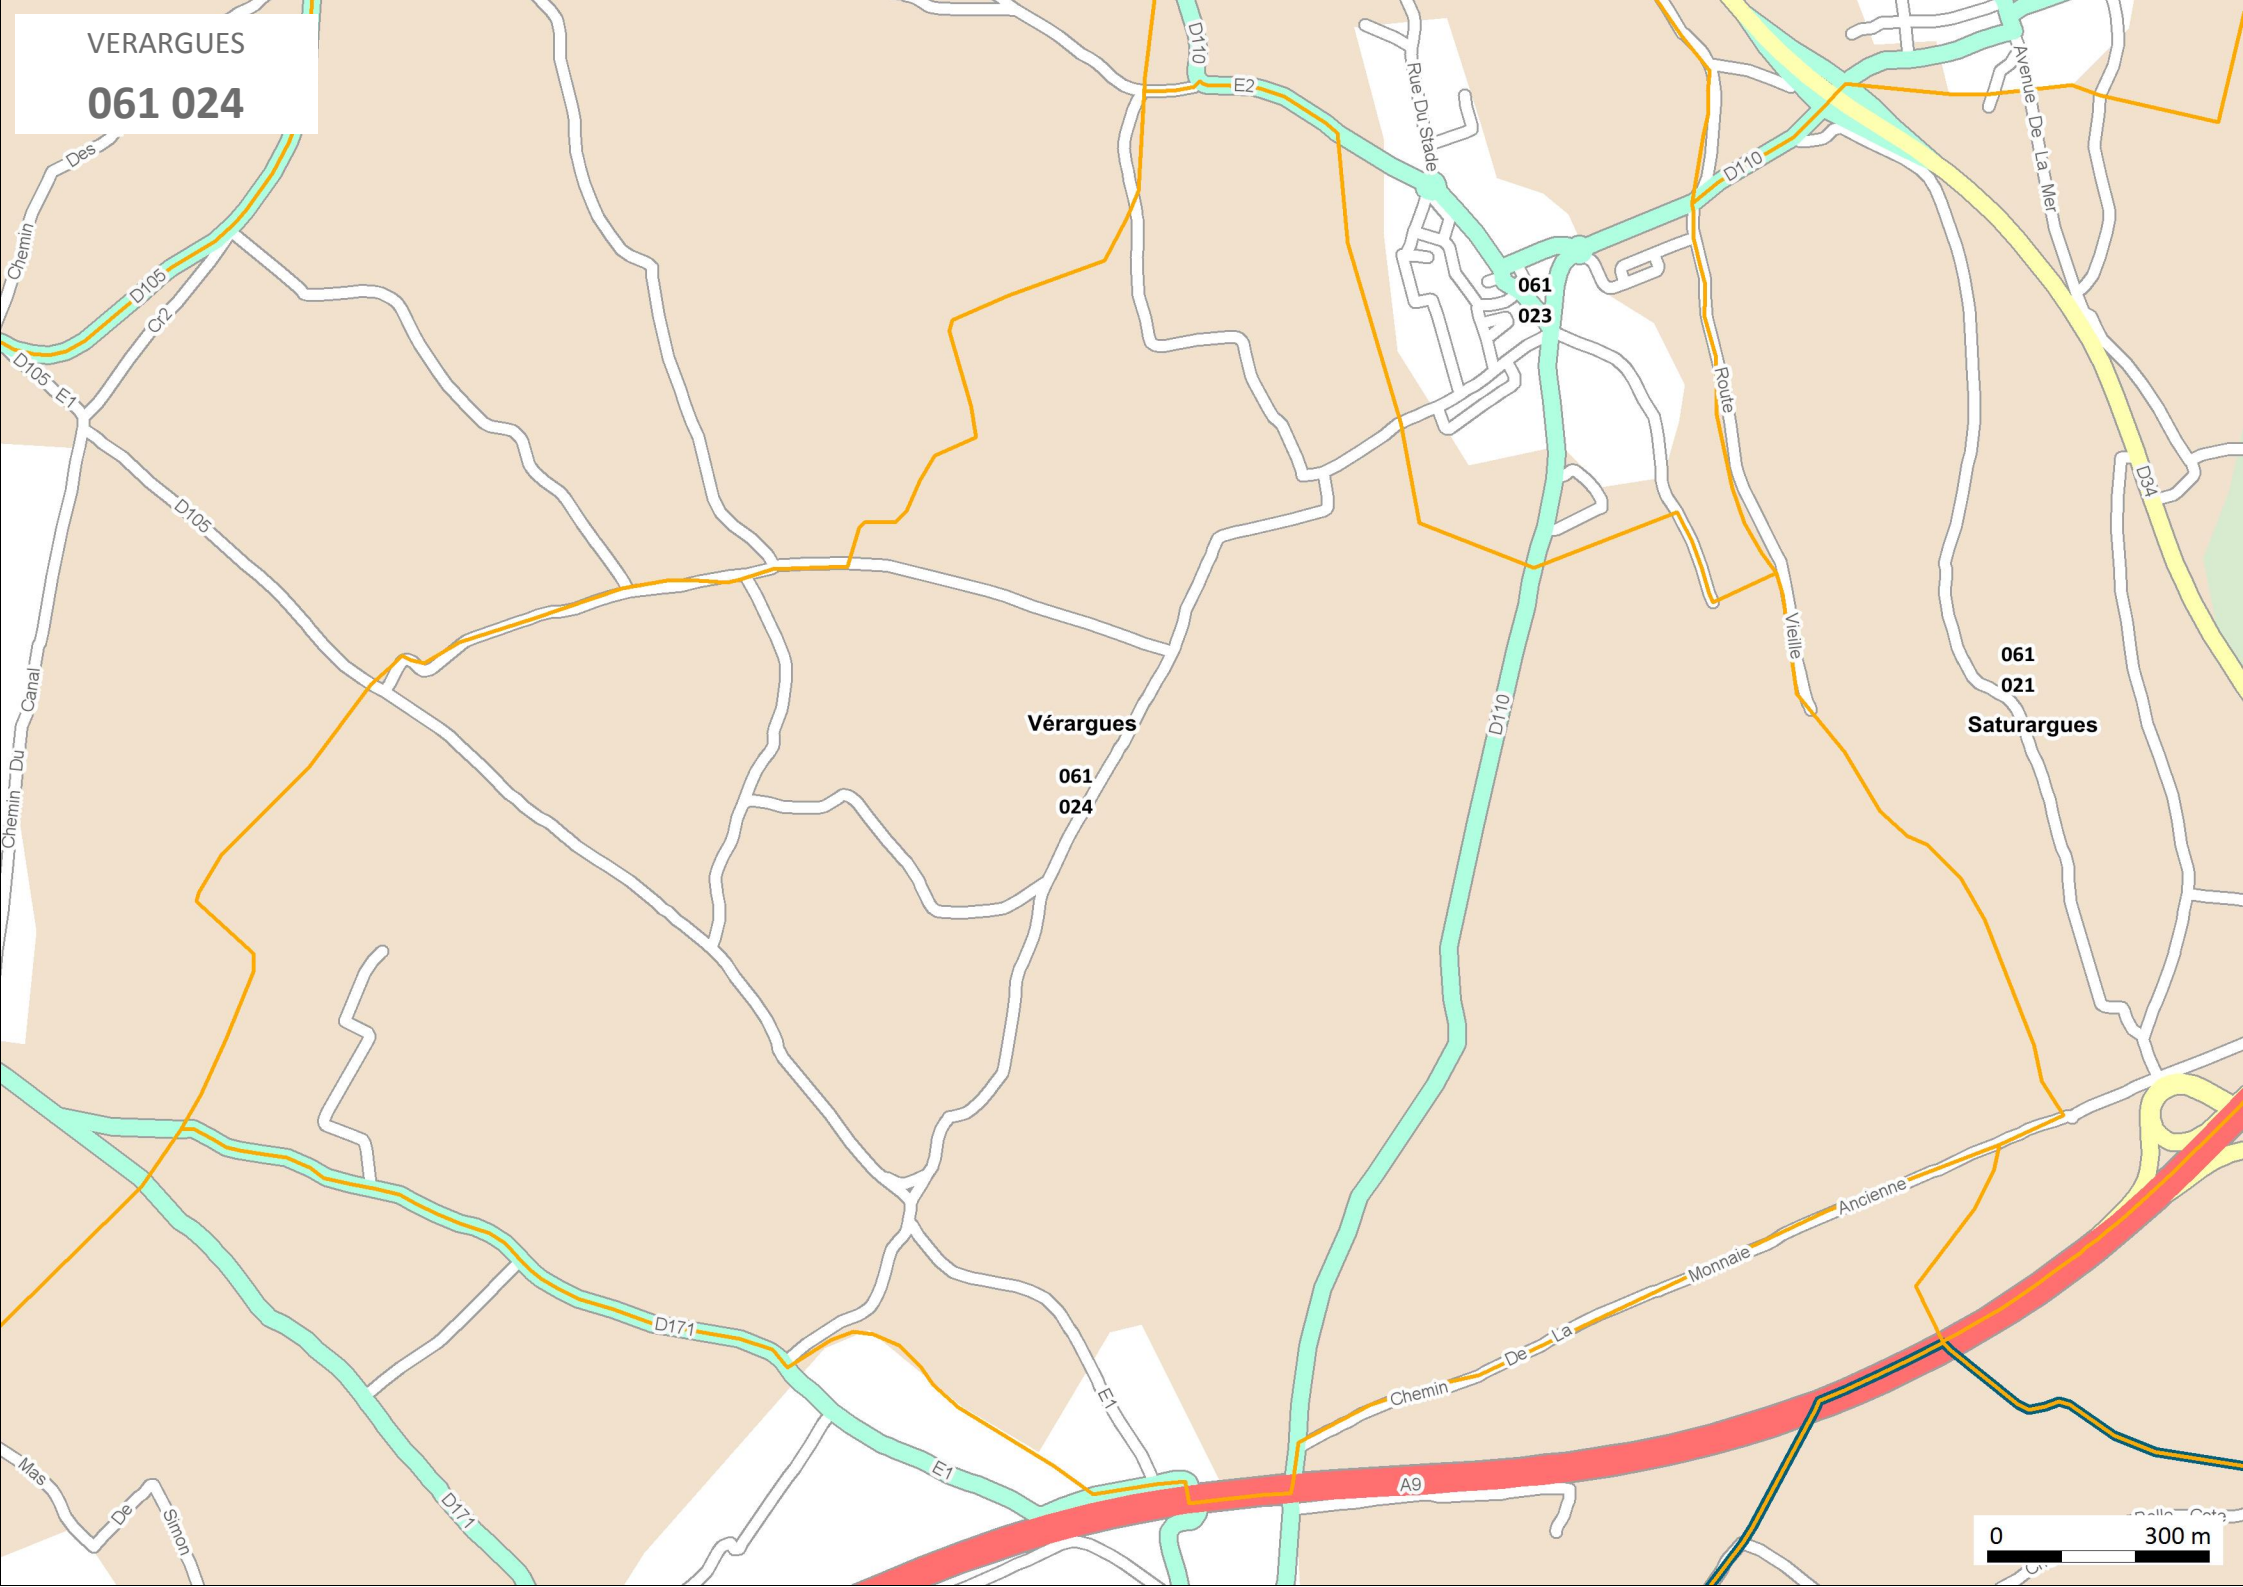 VERARGUES
061 024
D110
E2
Rue Du Stade
Avenue De La Mer
D110
Chemin
Des
D105
Cr2
D105 E1
D105
061
023
Route
D34
Vieille
061
021
Saturargues
Vérargues
061
024
D110
Chemin Du Canal
D171
Chemin De La Monnaie Ancienne
E1
E1
A9
Mas De Simon
D171
0 300 m